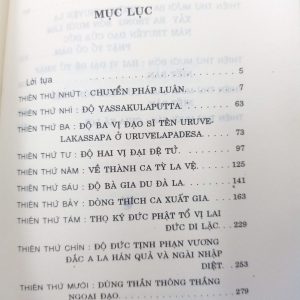 MỤC LỤC
Lời tựa 5
THIÊN THỨ NHỨT : CHUYỂN PHÁP LUÂN. 7
THIÊN THỨ NHÌ : ĐỘ YASSAKULAPUTTA. 63
THIÊN THỨ BA : ĐỘ BA VỊ ĐẠO SĨ TÊN URUVE-
LAKASSAPA Ở URUVELAPADESA. 73
THIÊN THỨ TƯ : ĐỘ HAI VỊ ĐẠI ĐỆ TỬ. 97
THIÊN THỨ NĂM : VỀ THÀNH CA TỲ LA VỆ. 125
THIÊN THỨ SÁU : ĐỘ BÀ GIA DU ĐÀ LA. 141
THIÊN THỨ BẢY : DÒNG THÍCH CA XUẤT GIA. 163
THIÊN THỨ TÁM : THỌ KÝ ĐỨC PHẬT TỔ VỊ LAI
ĐỨC DI LẶC. 229
THIÊN THỨ CHÍN : ĐỘ ĐỨC TỊNH PHẠN VƯƠNG
ĐẮC A LA HÁN QUẢ VÀ NGÀI NHẬP
DIỆT. 253
THIÊN THỨ MƯỜI : DÙNG THẦN THÔNG THẮNG
NGOẠI ĐẠO. 279